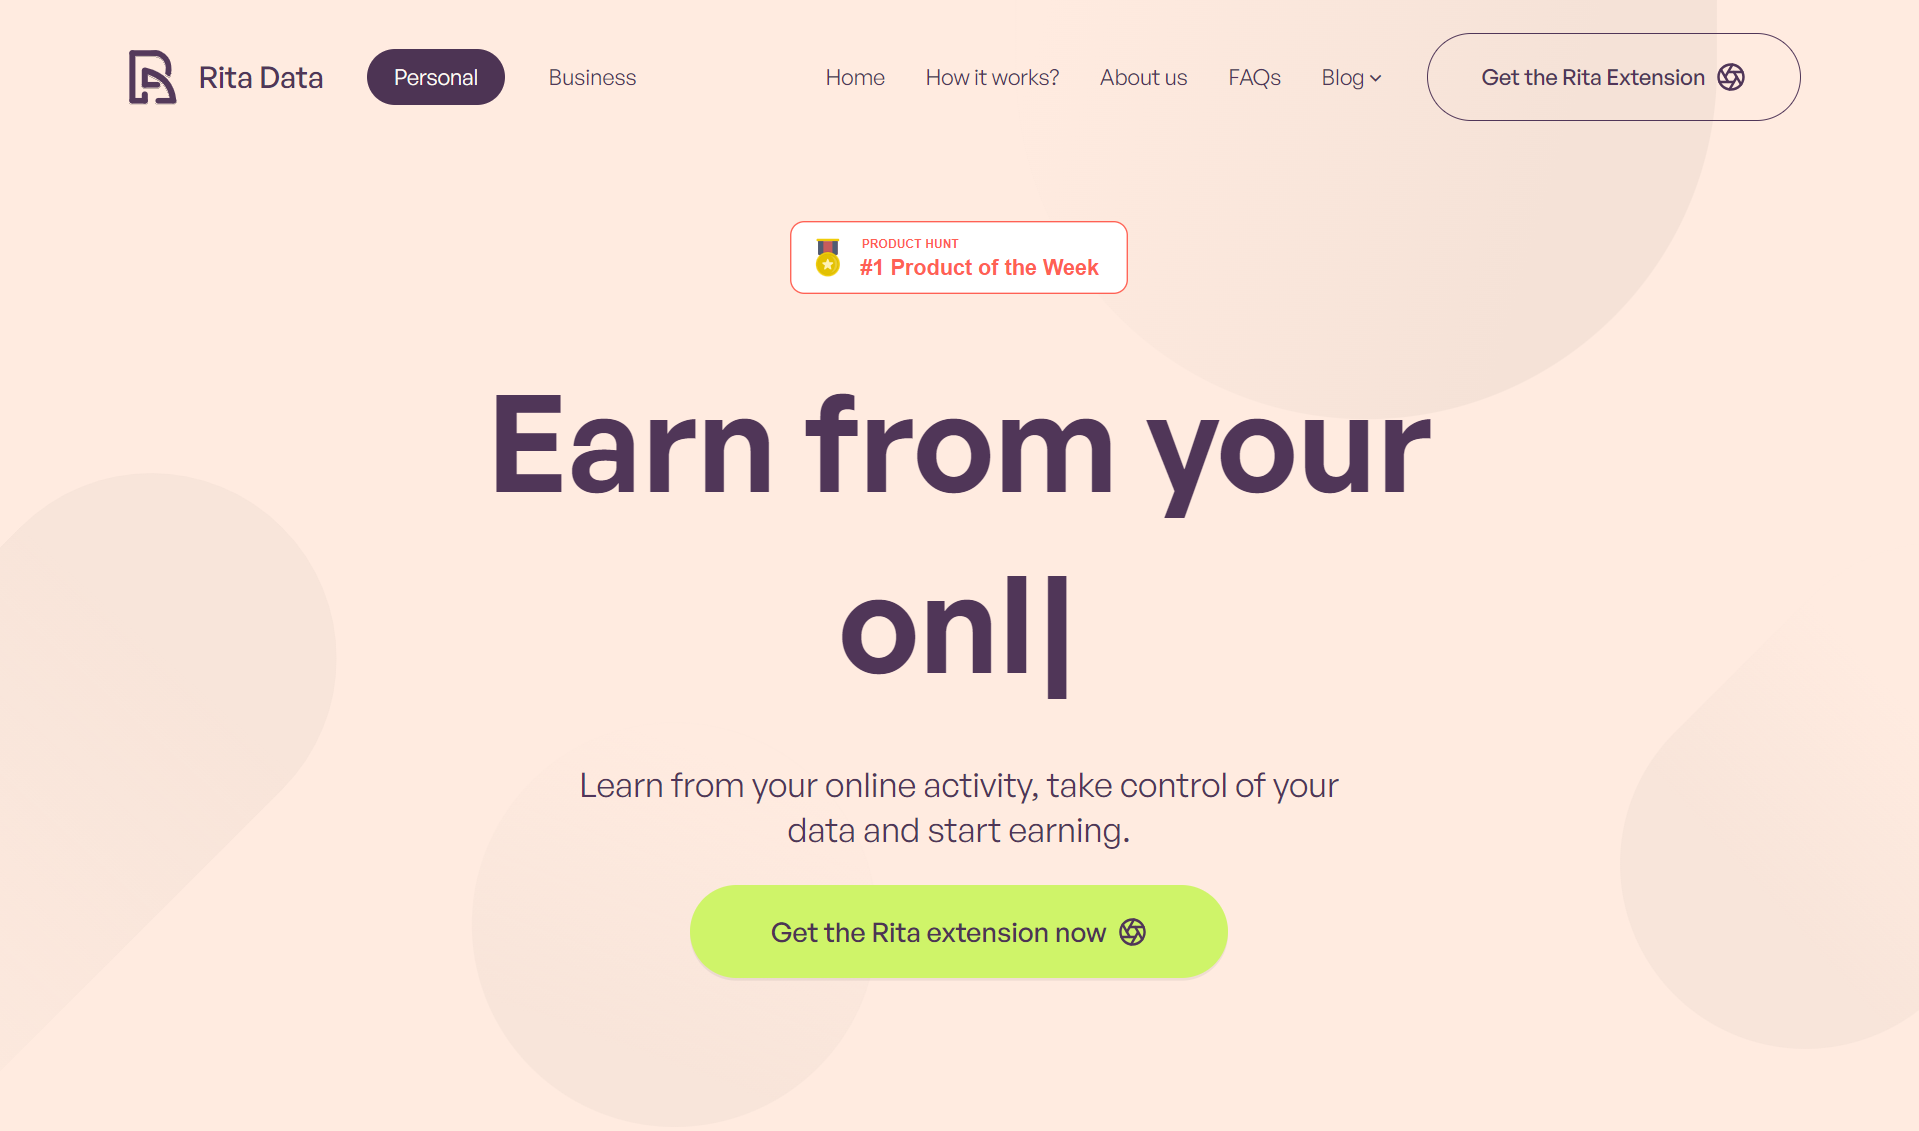 Rita Data
Personal
Business
Home
How it works?
About us
FAQs
Blog
Get the Rita Extension
PRODUCT HUNT
#1 Product of the Week
Earn from your
onl|
Learn from your online activity, take control of your
data and start earning.
Get the Rita extension now